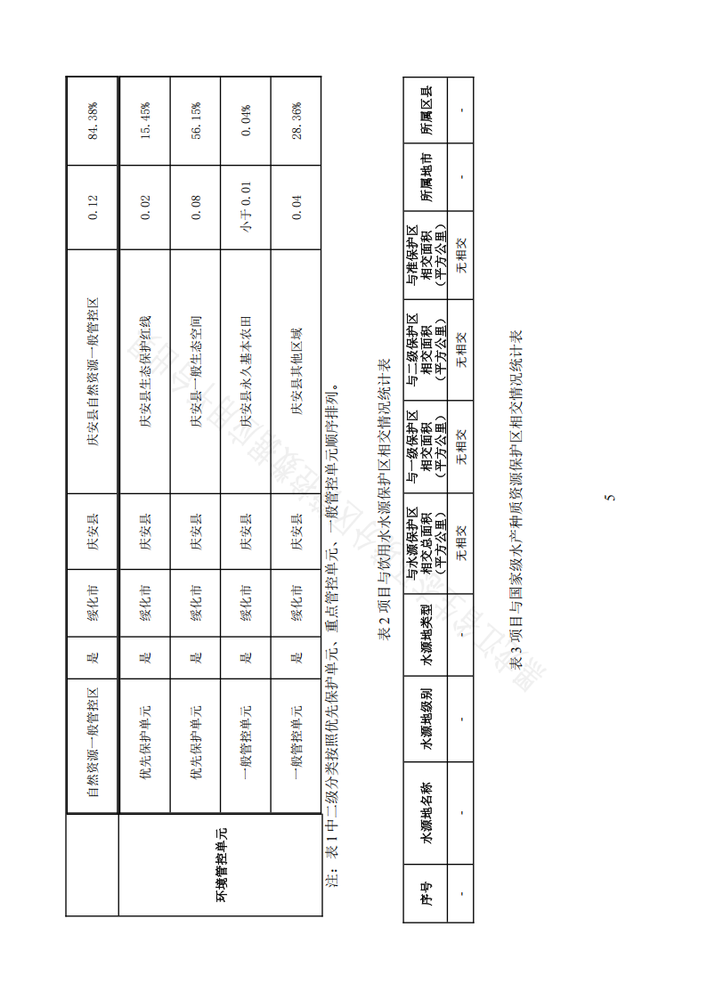 自然资源一般管控区 是 绥化市 庆安县 庆安县自然资源一般管控区 0.12 84.38%
环境管控单元
优先保护单元 是 绥化市 庆安县 庆安县生态保护红线 0.02 15.45%
优先保护单元 是 绥化市 庆安县 庆安县一般生态空间 0.08 56.15%
一般管控单元 是 绥化市 庆安县 庆安县永久基本农田 小于0.01 0.04%
一般管控单元 是 绥化市 庆安县 庆安县其他区域 0.04 28.36%
注：表1中二级分类按照优先保护单元、重点管控单元、一般管控单元顺序排列。
表2 项目与饮用水水源保护区相交情况统计表
序号 水源地名称 水源地级别 水源地类型 与水源保护区相交总面积（平方公里） 与一级保护区相交面积（平方公里） 与二级保护区相交面积（平方公里） 与准保护区相交面积（平方公里） 所属地市 所属区县
- - - - 无相交 无相交 无相交 无相交 - -
表3 项目与国家级水产种质资源保护区相交情况统计表
5